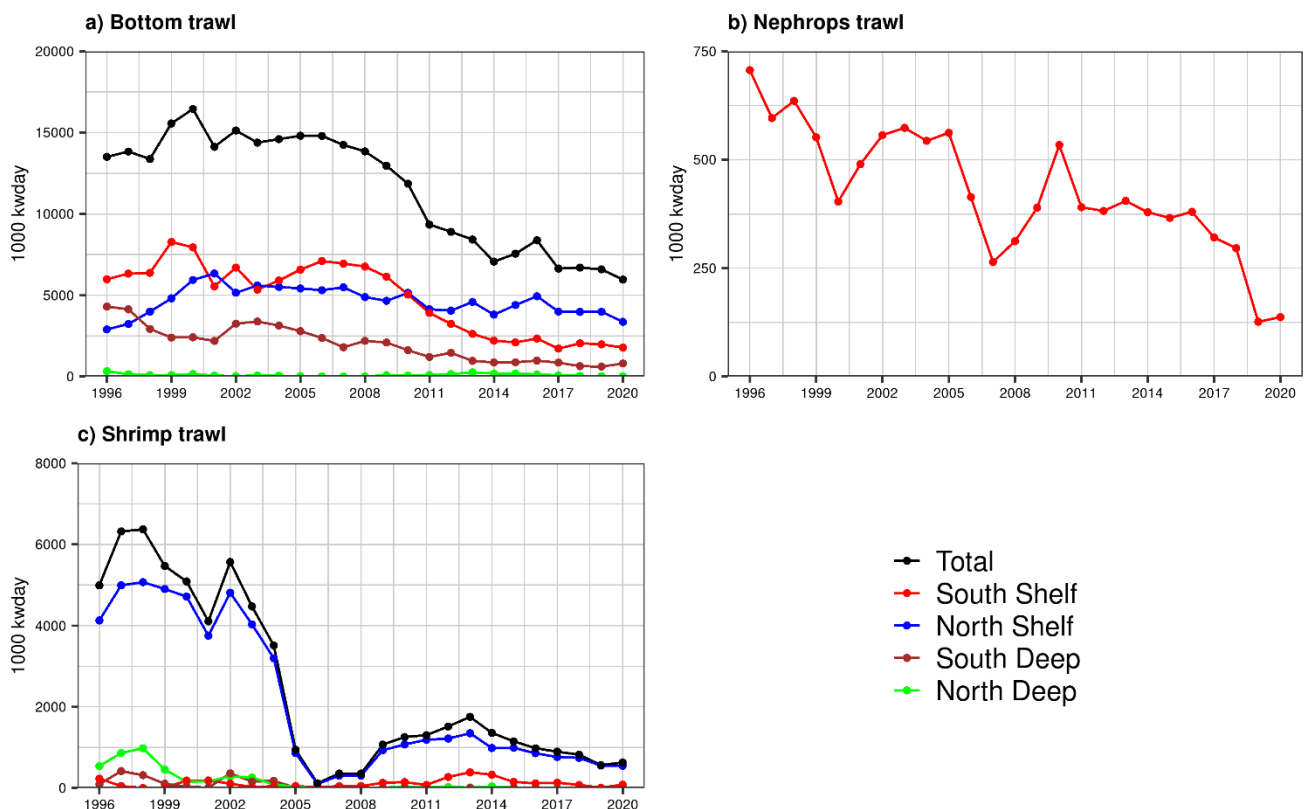 a) Bottom trawl
20000
15000
10000
5000
0
1000 kwday
1996 1999 2002 2005 2008 2011 2014 2017 2020
b) Nephrops trawl
750
500
250
0
1000 kwday
1996 1999 2002 2005 2008 2011 2014 2017 2020
c) Shrimp trawl
8000
6000
4000
2000
0
1000 kwday
1996 1999 2002 2005 2008 2011 2014 2017 2020
Total
South Shelf
North Shelf
South Deep
North Deep